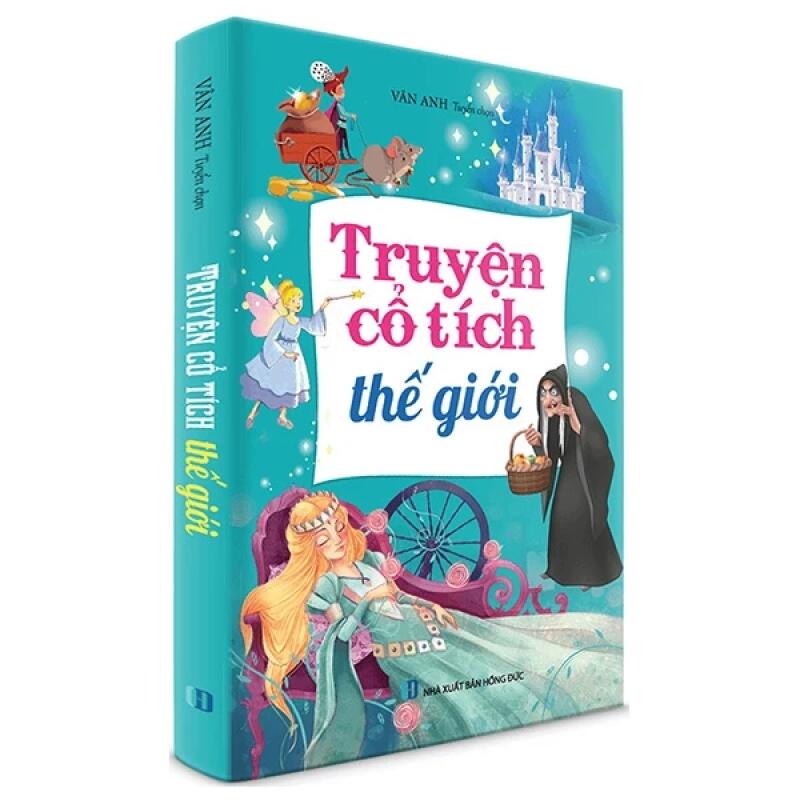 VÂN ANH Tuyển chọn
Truyện
cổ tích
thế giới
NHÀ XUẤT BẢN HỒNG ĐỨC
VÂN ANH Tuyển chọn
TRUYỆN CỔ TÍCH thế giới